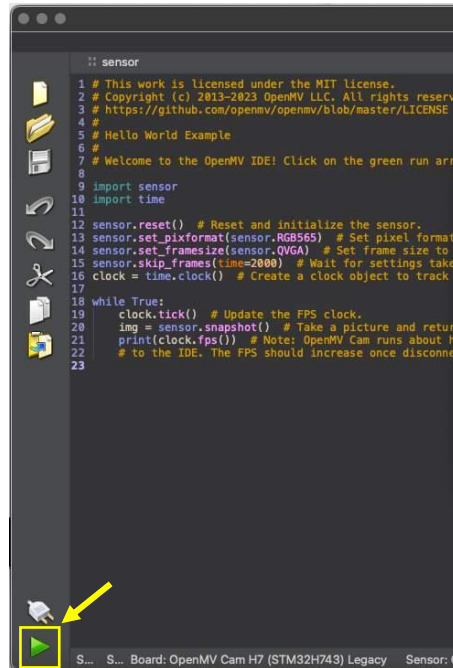 sensor
1 # This work is licensed under the MIT license.
2 # Copyright (c) 2013-2023 OpenMV LLC. All rights reserv
3 # https://github.com/openmv/openmv/blob/master/LICENSE
4 #
5 # Hello World Example
6 #
7 # Welcome to the OpenMV IDE! Click on the green run arr
8
9 import sensor
10 import time
11
12 sensor.reset()  # Reset and initialize the sensor.
13 sensor.set_pixformat(sensor.RGB565)  # Set pixel format
14 sensor.set_framesize(sensor.QVGA)  # Set frame size to
15 sensor.skip_frames(time=2000)  # Wait for settings take
16 clock = time.clock()  # Create a clock object to track
17
18 while True:
19     clock.tick()  # Update the FPS clock.
20     img = sensor.snapshot()  # Take a picture and retur
21     print(clock.fps())  # Note: OpenMV Cam runs about h
22     # to the IDE. The FPS should increase once disconne
23
S... S... Board: OpenMV Cam H7 (STM32H743) Legacy Sensor: